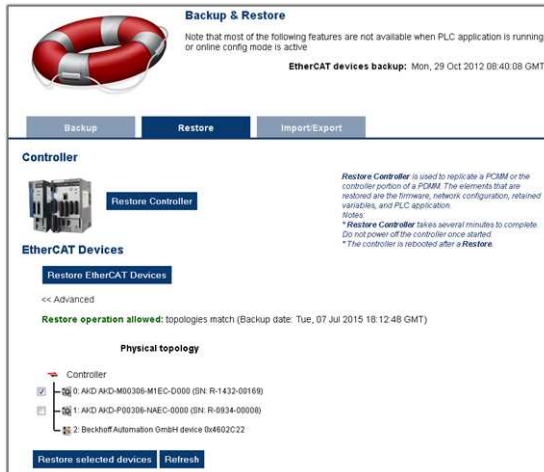 Backup & Restore
Note that most of the following features are not available when PLC application is running
or online config mode is active
EtherCAT devices backup: Mon, 29 Oct 2012 08:40:08 GMT
Backup
Restore
Import/Export
Controller
Restore Controller
Restore Controller is used to replicate a PCMM or the
controller portion of a PDMM. The elements that are
restored are the firmware, network configuration, retained
variables, and PLC application.
Notes:
* Restore Controller takes several minutes to complete.
Do not power off the controller once started.
* The controller is rebooted after a Restore.
EtherCAT Devices
Restore EtherCAT Devices
<< Advanced
Restore operation allowed: topologies match (Backup date: Tue, 07 Jul 2015 18:12:48 GMT)
Physical topology
Controller
0: AKD AKD-M00306-M1EC-D000 (SN: R-1432-00169)
1: AKD AKD-P00306-NAEC-0000 (SN: R-0934-00008)
2: Beckhoff Automation GmbH device 0x4602C22
Restore selected devices
Refresh